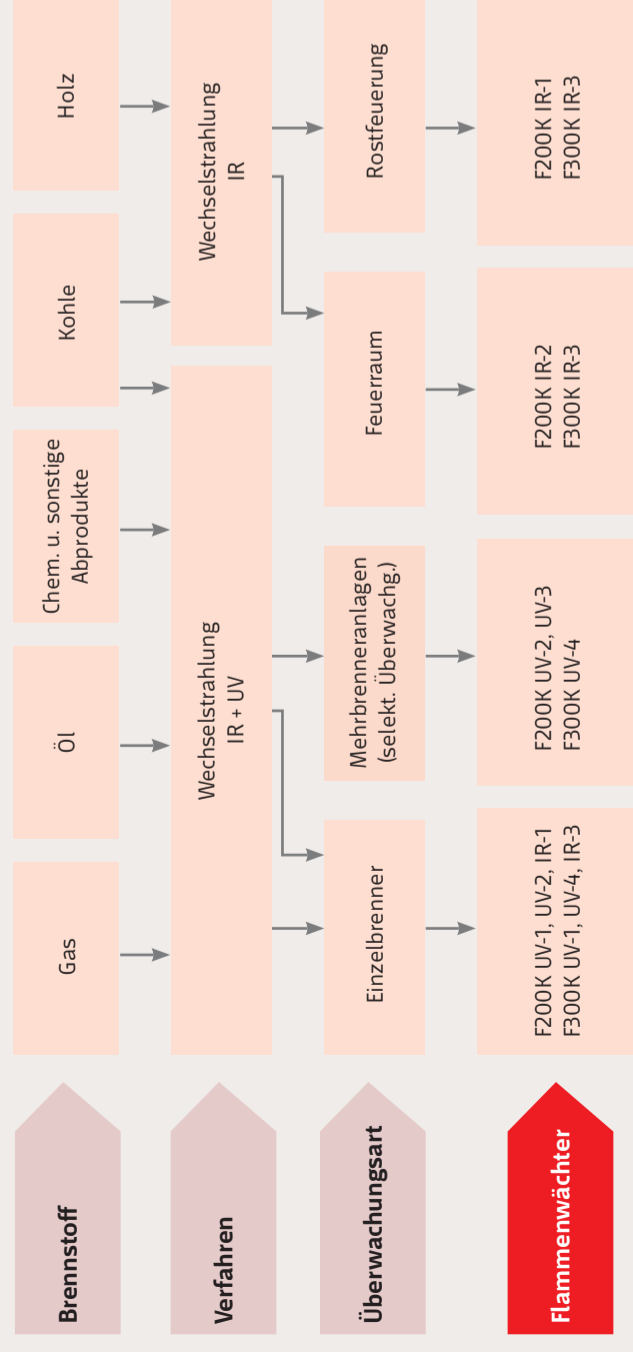 Brennstoff
Gas
Öl
Chem. u. sonstige
Abprodukte
Kohle
Holz
Verfahren
Wechselstrahlung
IR + UV
Wechselstrahlung
IR
Überwachungsart
Einzelbrenner
Mehrbrenneranlagen
(selekt. Überwachg.)
Feuerraum
Rostfeuerung
Flammenwächter
F200K UV-1, UV-2, IR-1
F300K UV-1, UV-4, IR-3
F200K UV-2, UV-3
F300K UV-4
F200K IR-2
F300K IR-3
F200K IR-1
F300K IR-3